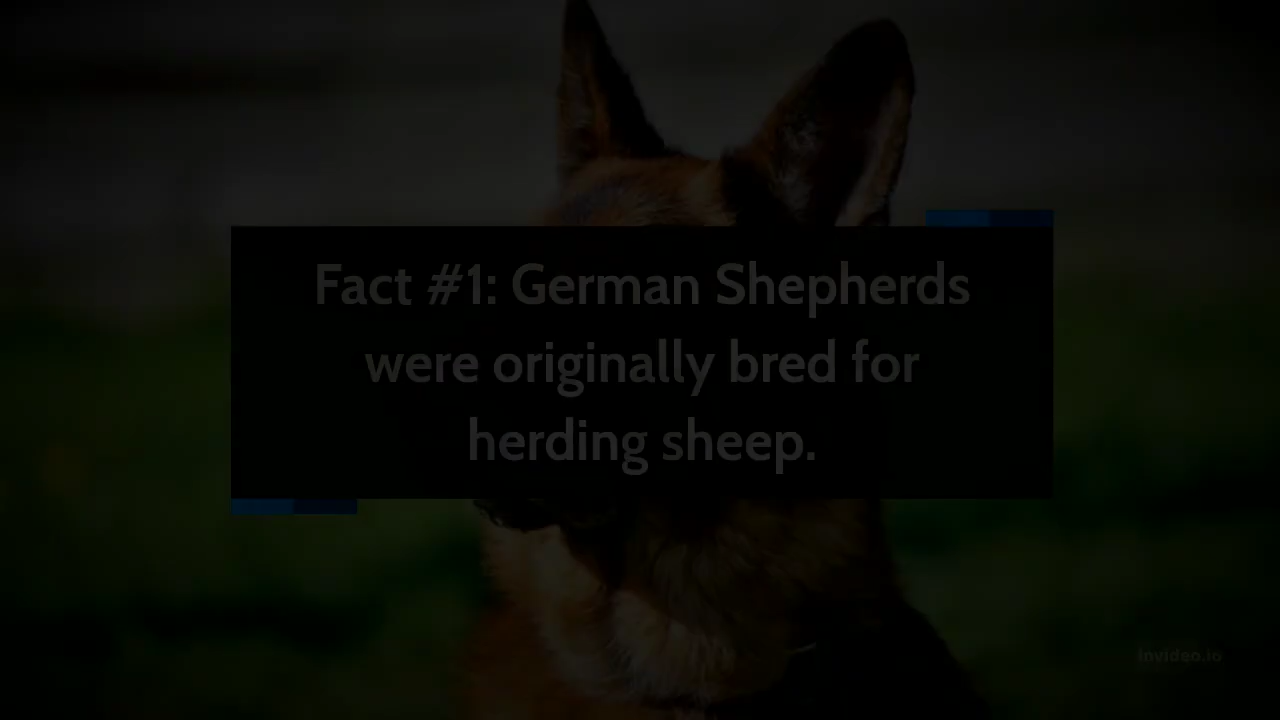 Fact #1: German Shepherds
were originally bred for
herding sheep.
invideo.io